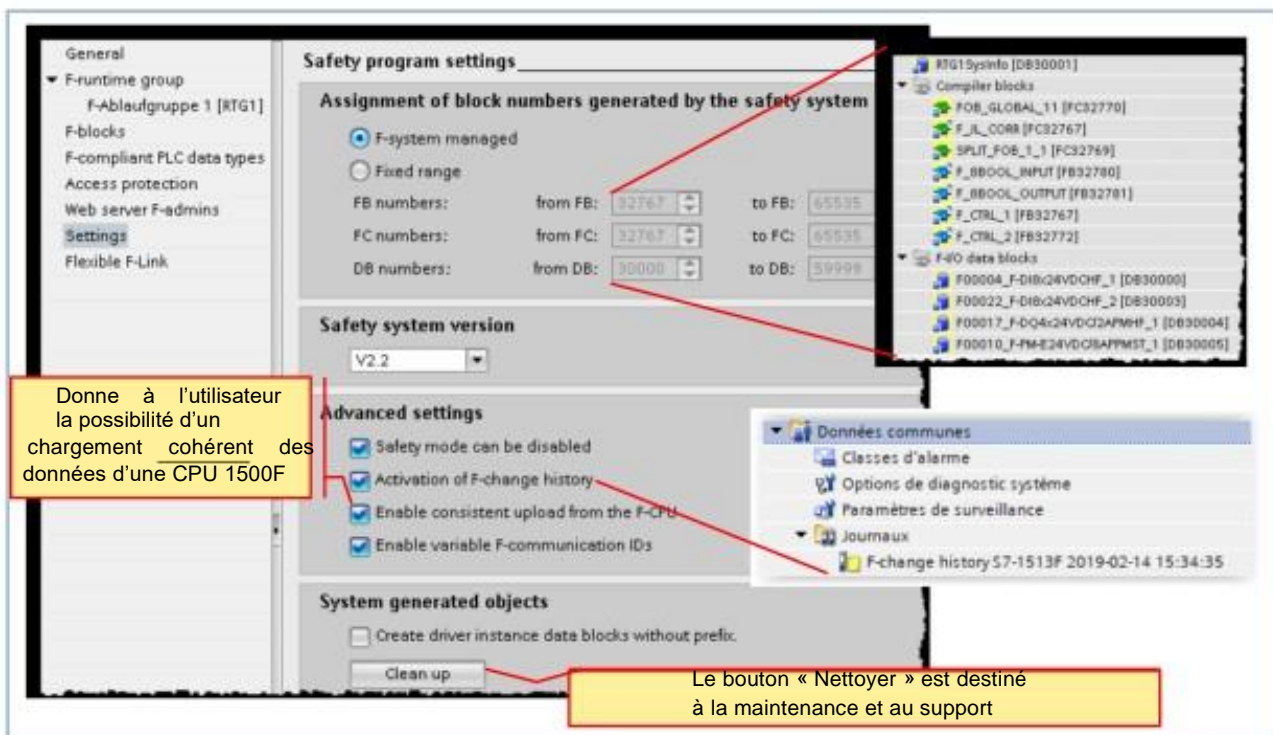 General
F-runtime group
F-Ablaufgruppe 1 [RTG1]
F-blocks
F-compliant PLC data types
Access protection
Web server F-admins
Settings
Flexible F-Link
Safety program settings
Assignment of block numbers generated by the safety system
F-system managed
Fixed range
FB numbers: from FB: 32767 to FB: 65535
FC numbers: from FC: 32767 to FC: 65535
DB numbers: from DB: 30000 to DB: 59998
Safety system version
V2.2
Advanced settings
Safety mode can be disabled
Activation of F-change history
Enable consistent upload from the F-CPU
Enable variable F-communication IDs
System generated objects
Create driver instance data blocks without prefix.
Clean up
RTG1SysInfo [DB30001]
Compiler blocks
FOB_GLOBAL_11 [FC32770]
F_JL_CORR [FC32767]
SPLIT_FOB_1_1 [FC32769]
F_BBOOL_INPUT [FB32780]
F_BBOOL_OUTPUT [FB32781]
F_CTRL_1 [FB32767]
F_CTRL_2 [FB32772]
F-I/O data blocks
F00004_F-DI8x24VDCHF_1 [DB30000]
F00022_F-DI8x24VDCHF_2 [DB30003]
F00017_F-DQ4x24VDC/2APMHF_1 [DB30004]
F00010_F-PM-E24VDC/8APPMST_1 [DB30005]
Donne à l’utilisateur
la possibilité d’un
chargement cohérent des
données d’une CPU 1500F
Données communes
Classes d'alarme
Options de diagnostic système
Paramètres de surveillance
Journaux
F-change history S7-1513F 2019-02-14 15:34:35
Le bouton « Nettoyer » est destiné
à la maintenance et au support